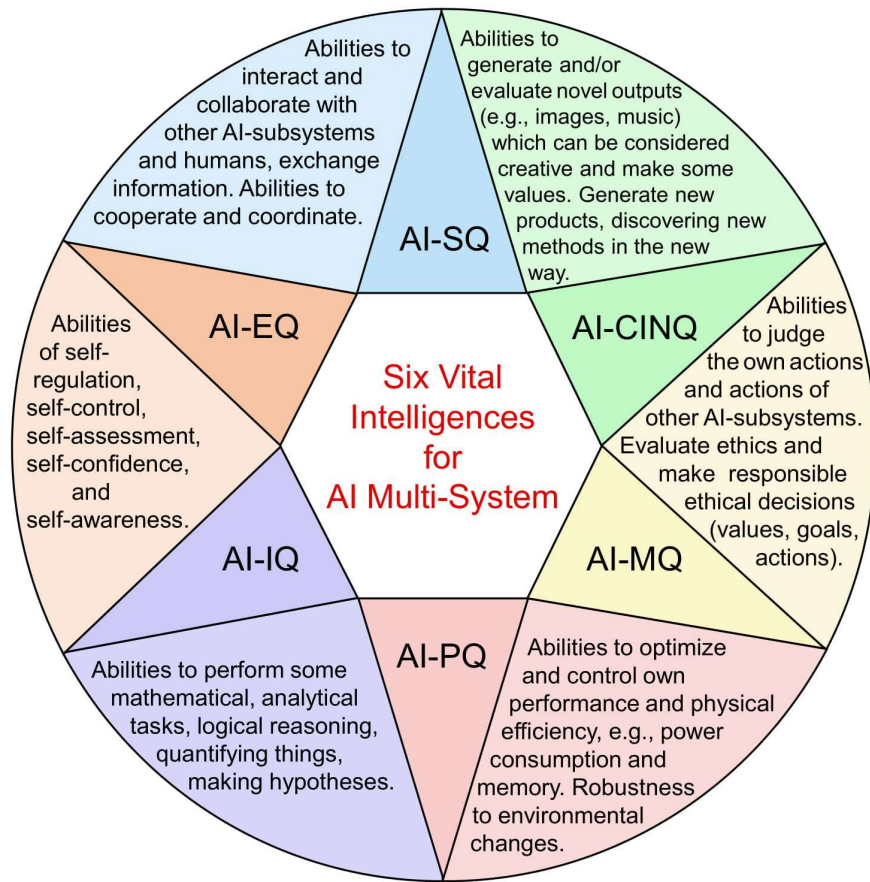 Abilities to
interact and
collaborate with
other AI-subsystems
and humans, exchange
information. Abilities to
cooperate and coordinate.
AI-SQ
Abilities to
generate and/or
evaluate novel outputs
(e.g., images, music)
which can be considered
creative and make some
values. Generate new
products, discovering new
methods in the new
way.
AI-CINQ
Abilities
to judge
the own actions
and actions of
other AI-subsystems.
Evaluate ethics and
make responsible
ethical decisions
(values, goals,
actions).
AI-MQ
Abilities to optimize
and control own
performance and physical
efficiency, e.g., power
consumption and
memory. Robustness
to environmental
changes.
AI-PQ
Abilities to perform some
mathematical, analytical
tasks, logical reasoning,
quantifying things,
making hypotheses.
AI-IQ
Abilities
of self-
regulation,
self-control,
self-assessment,
self-confidence,
and
self-awareness.
AI-EQ
Six Vital
Intelligences
for
AI Multi-System